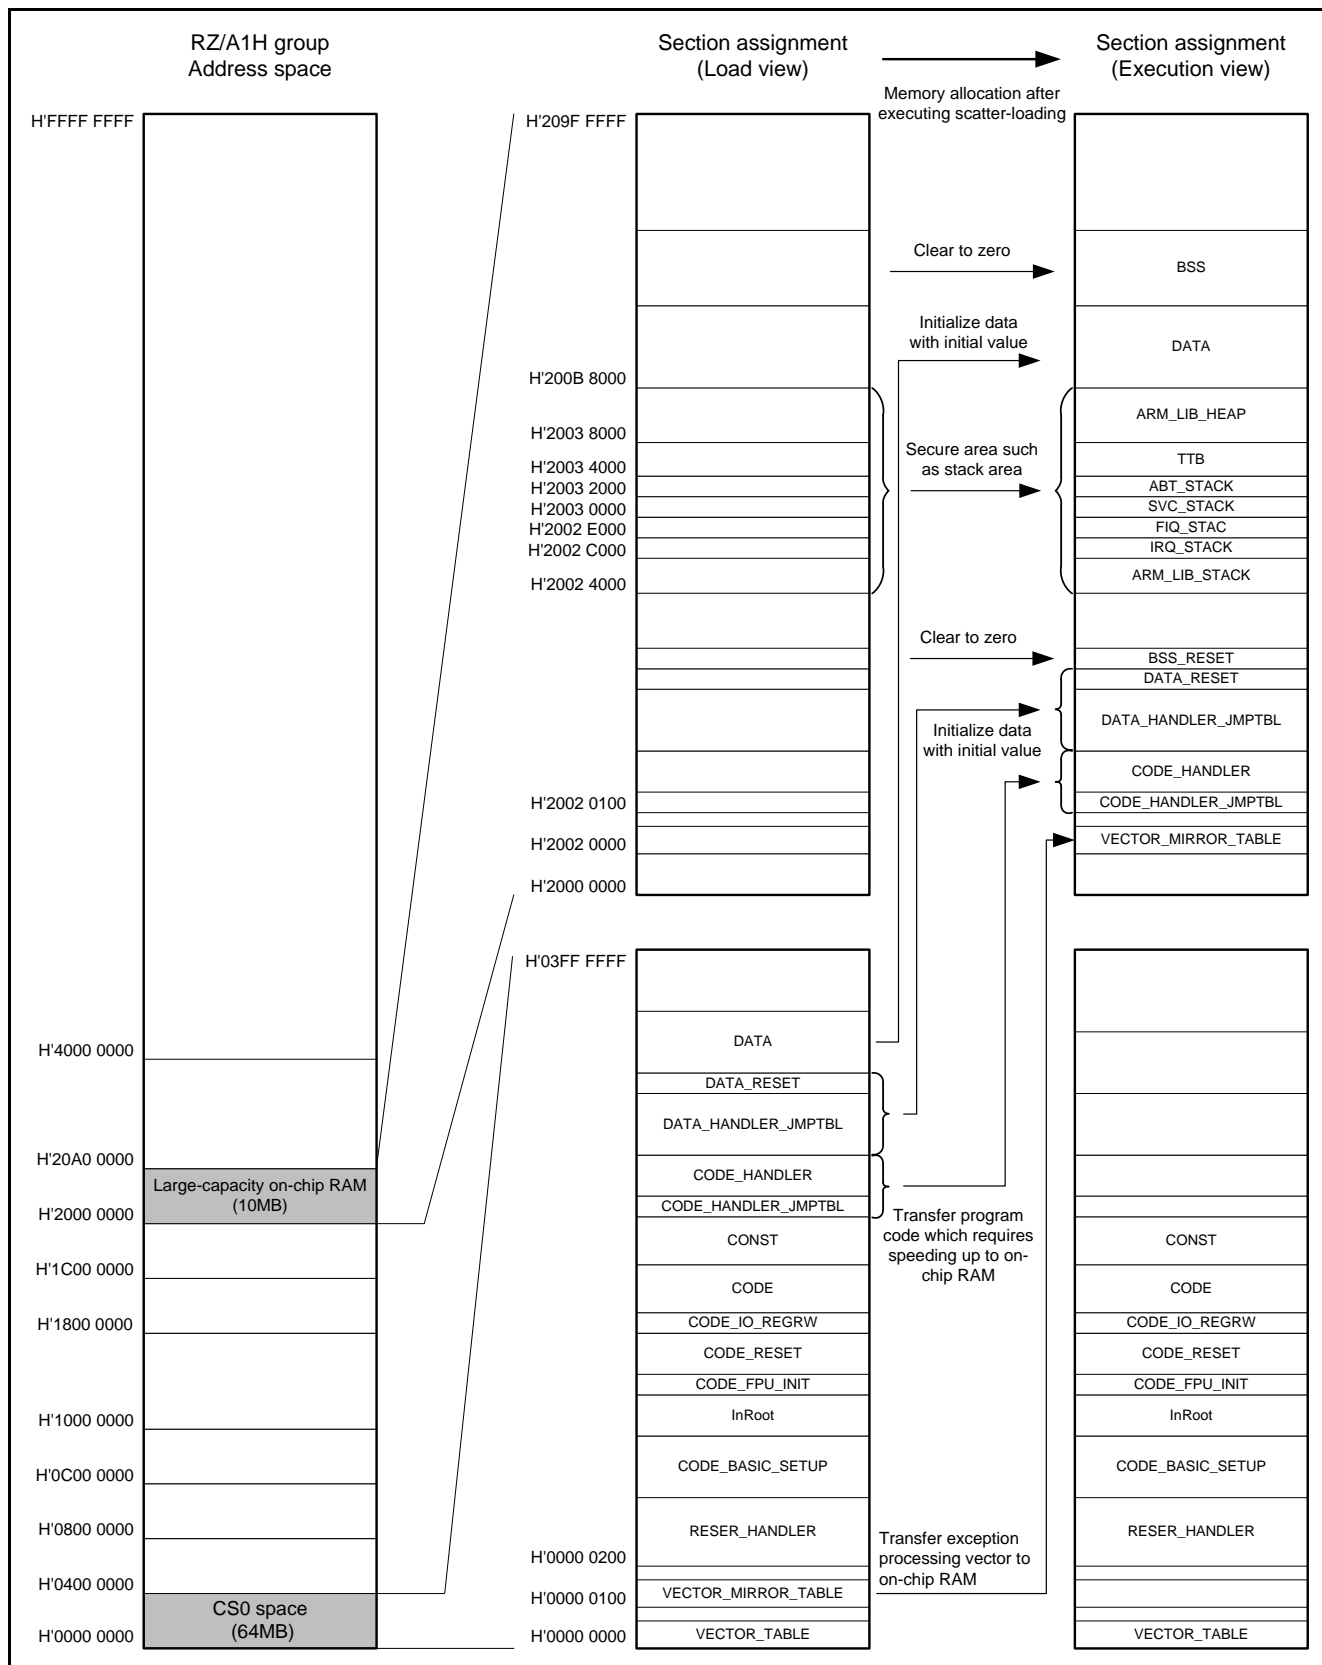 RZ/A1H group
Address space
Section assignment
(Load view)
Section assignment
(Execution view)
Memory allocation after
executing scatter-loading
H'FFFF FFFF
H'4000 0000
H'20A0 0000
Large-capacity on-chip RAM
(10MB)
H'2000 0000
H'1C00 0000
H'1800 0000
H'1000 0000
H'0C00 0000
H'0800 0000
H'0400 0000
CS0 space
(64MB)
H'0000 0000
H'209F FFFF
H'200B 8000
H'2003 8000
H'2003 4000
H'2003 2000
H'2003 0000
H'2002 E000
H'2002 C000
H'2002 4000
H'2002 0100
H'2002 0000
H'2000 0000
Clear to zero
Initialize data
with initial value
Secure area such
as stack area
Clear to zero
Initialize data
with initial value
BSS
DATA
ARM_LIB_HEAP
TTB
ABT_STACK
SVC_STACK
FIQ_STAC
IRQ_STACK
ARM_LIB_STACK
BSS_RESET
DATA_RESET
DATA_HANDLER_JMPTBL
CODE_HANDLER
CODE_HANDLER_JMPTBL
VECTOR_MIRROR_TABLE
H'03FF FFFF
H'0000 0200
H'0000 0100
H'0000 0000
DATA
DATA_RESET
DATA_HANDLER_JMPTBL
CODE_HANDLER
CODE_HANDLER_JMPTBL
CONST
CODE
CODE_IO_REGRW
CODE_RESET
CODE_FPU_INIT
InRoot
CODE_BASIC_SETUP
RESER_HANDLER
VECTOR_MIRROR_TABLE
VECTOR_TABLE
Transfer program
code which requires
speeding up to on-
chip RAM
Transfer exception
processing vector to
on-chip RAM
CONST
CODE
CODE_IO_REGRW
CODE_RESET
CODE_FPU_INIT
InRoot
CODE_BASIC_SETUP
RESER_HANDLER
VECTOR_TABLE